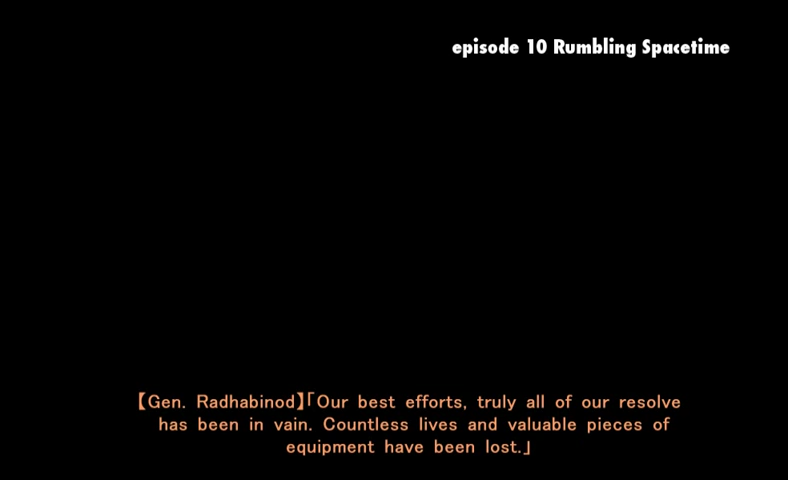 episode 10 Rumbling Spacetime
【Gen. Radhabinod】｢Our best efforts, truly all of our resolve
has been in vain. Countless lives and valuable pieces of
equipment have been lost.｣